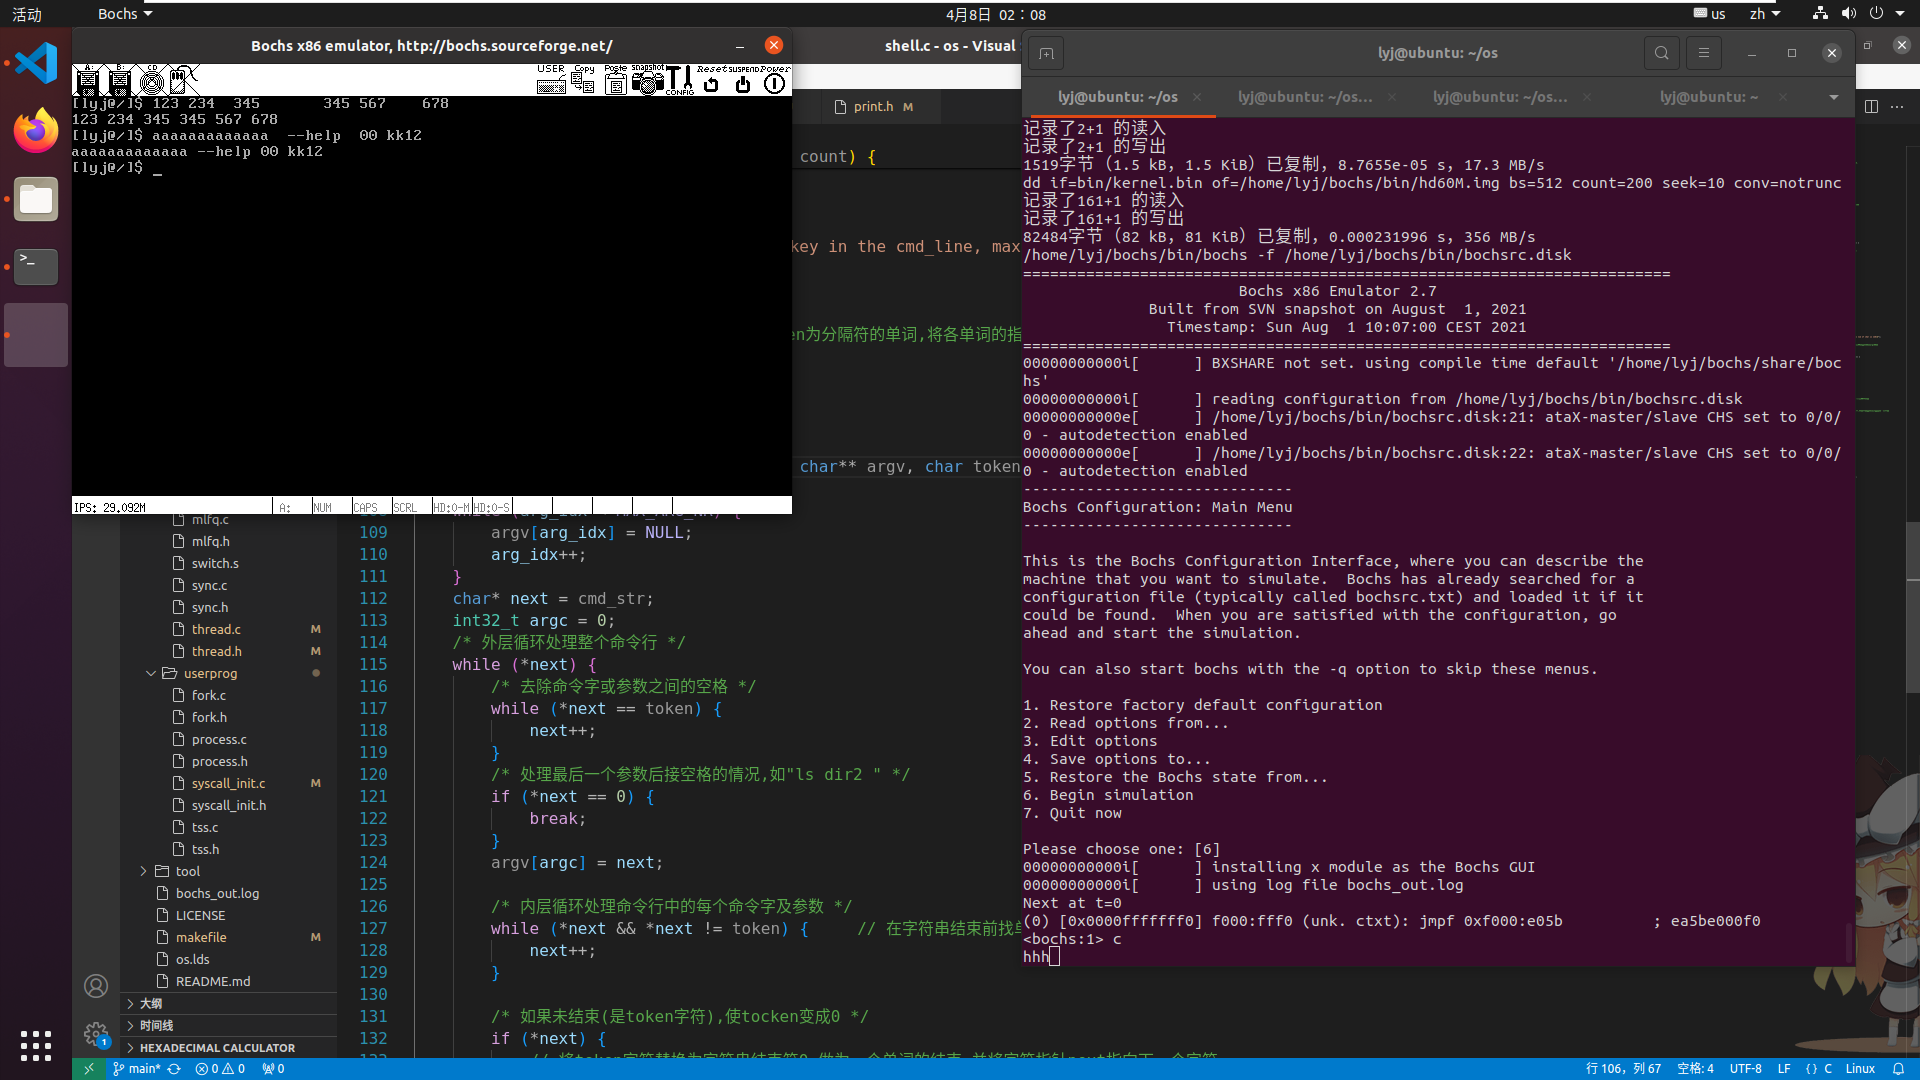 活动
Bochs
4月8日 02：08
us
zh
Bochs x86 emulator, http://bochs.sourceforge.net/
A:
B:
CD
USER
Copy
Paste
snapshot
CONFIG
Reset
SUSPEND
Power
[lyj@/]$ 123 234  345       345 567    678
123 234 345 345 567 678
[lyj@/]$ aaaaaaaaaaaaa  --help  00 kk12
aaaaaaaaaaaaa --help 00 kk12
[lyj@/]$ _
IPS: 29.092M
A:
NUM
CAPS
SCRL
HD:0-M
HD:0-S
shell.c - os - Visual
print.h M
count) {
key in the cmd_line, max
en为分隔符的单词,将各单词的指
char** argv, char token
mlfq.c
mlfq.h
switch.s
sync.c
sync.h
thread.c M
thread.h M
userprog
fork.c
fork.h
process.c
process.h
syscall_init.c M
syscall_init.h
tss.c
tss.h
tool
bochs_out.log
LICENSE
makefile M
os.lds
README.md
大纲
时间线
HEXADECIMAL CALCULATOR
109 argv[arg_idx] = NULL;
110 arg_idx++;
111 }
112 char* next = cmd_str;
113 int32_t argc = 0;
114 /* 外层循环处理整个命令行 */
115 while (*next) {
116 /* 去除命令字或参数之间的空格 */
117 while (*next == token) {
118 next++;
119 }
120 /* 处理最后一个参数后接空格的情况,如"ls dir2 " */
121 if (*next == 0) {
122 break;
123 }
124 argv[argc] = next;
125
126 /* 内层循环处理命令行中的每个命令字及参数 */
127 while (*next && *next != token) {     // 在字符串结束前找单
128 next++;
129 }
130
131 /* 如果未结束(是token字符),使tocken变成0 */
132 if (*next) {
lyj@ubuntu: ~/os
lyj@ubuntu: ~/os
lyj@ubuntu: ~/os...
lyj@ubuntu: ~/os...
lyj@ubuntu: ~
记录了2+1 的读入
记录了2+1 的写出
1519字节 (1.5 kB，1.5 KiB) 已复制，8.7655e-05 s，17.3 MB/s
dd if=bin/kernel.bin of=/home/lyj/bochs/bin/hd60M.img bs=512 count=200 seek=10 conv=notrunc
记录了161+1 的读入
记录了161+1 的写出
82484字节 (82 kB，81 KiB) 已复制，0.000231996 s，356 MB/s
/home/lyj/bochs/bin/bochs -f /home/lyj/bochs/bin/bochsrc.disk
========================================================================
Bochs x86 Emulator 2.7
Built from SVN snapshot on August  1, 2021
Timestamp: Sun Aug  1 10:07:00 CEST 2021
========================================================================
00000000000i[      ] BXSHARE not set. using compile time default '/home/lyj/bochs/share/boc
hs'
00000000000i[      ] reading configuration from /home/lyj/bochs/bin/bochsrc.disk
00000000000e[      ] /home/lyj/bochs/bin/bochsrc.disk:21: ataX-master/slave CHS set to 0/0/
0 - autodetection enabled
00000000000e[      ] /home/lyj/bochs/bin/bochsrc.disk:22: ataX-master/slave CHS set to 0/0/
0 - autodetection enabled
------------------------------
Bochs Configuration: Main Menu
------------------------------
This is the Bochs Configuration Interface, where you can describe the
machine that you want to simulate.  Bochs has already searched for a
configuration file (typically called bochsrc.txt) and loaded it if it
could be found.  When you are satisfied with the configuration, go
ahead and start the simulation.
You can also start bochs with the -q option to skip these menus.
1. Restore factory default configuration
2. Read options from...
3. Edit options
4. Save options to...
5. Restore the Bochs state from...
6. Begin simulation
7. Quit now
Please choose one: [6]
00000000000i[      ] installing x module as the Bochs GUI
00000000000i[      ] using log file bochs_out.log
Next at t=0
(0) [0x0000fffffff0] f000:fff0 (unk. ctxt): jmpf 0xf000:e05b          ; ea5be000f0
<bochs:1> c
hhh
1
main*
0 0
0
行 106，列 67
空格: 4
UTF-8
LF
{ } C
Linux